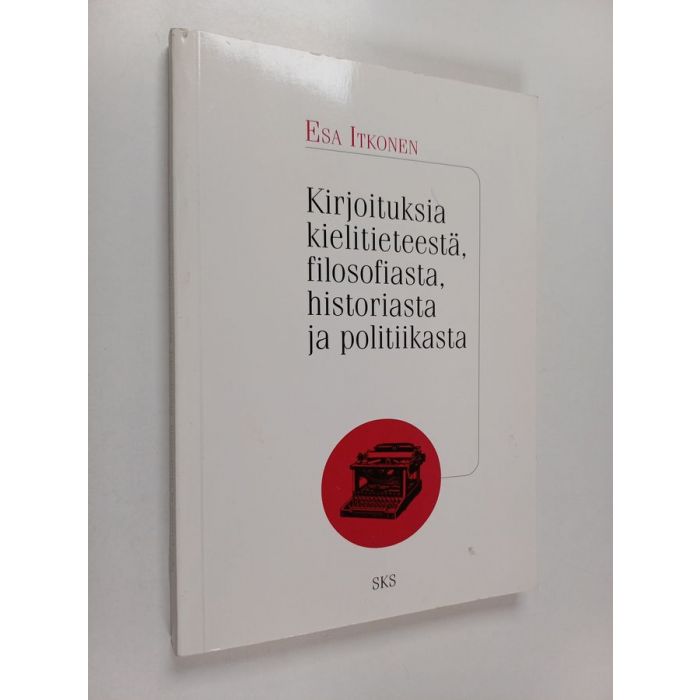 Esa Itkonen
Kirjoituksia
kielitieteestä,
filosofiasta,
historiasta
ja politiikasta
SKS